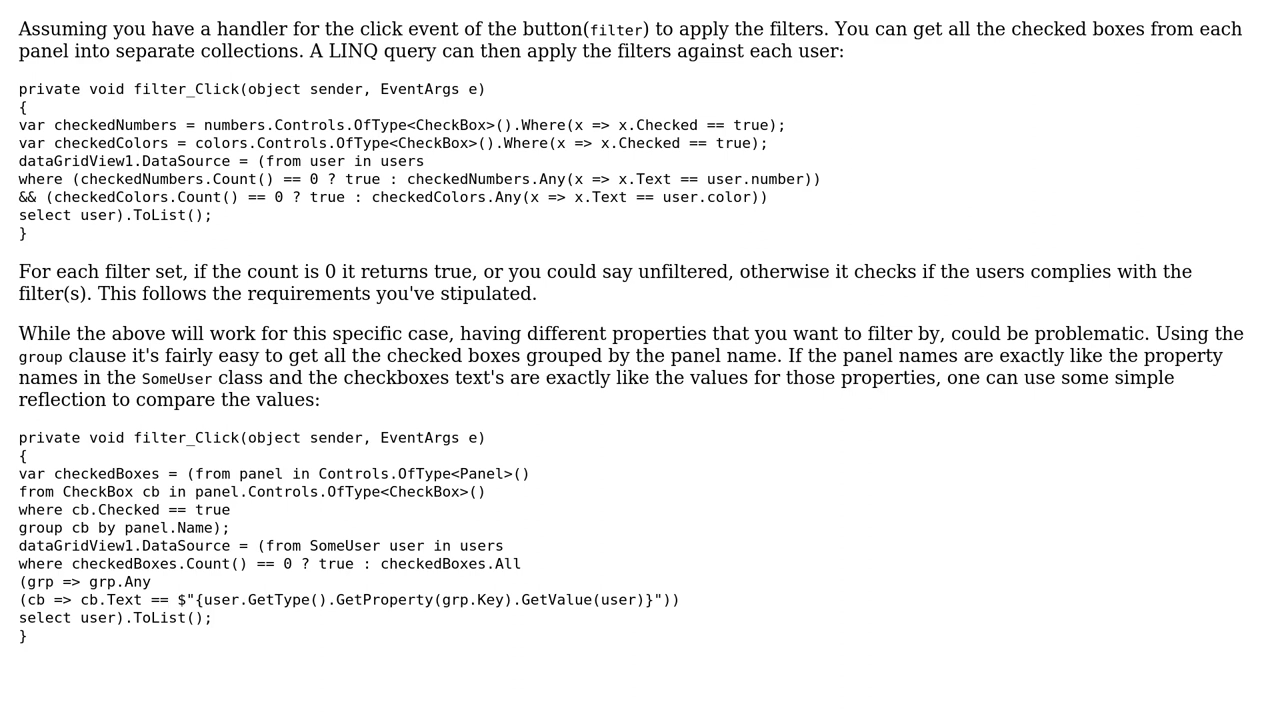 Assuming you have a handler for the click event of the button(filter) to apply the filters. You can get all the checked boxes from each
panel into separate collections. A LINQ query can then apply the filters against each user:
private void filter_Click(object sender, EventArgs e)
{
var checkedNumbers = numbers.Controls.OfType<CheckBox>().Where(x => x.Checked == true);
var checkedColors = colors.Controls.OfType<CheckBox>().Where(x => x.Checked == true);
dataGridView1.DataSource = (from user in users
where (checkedNumbers.Count() == 0 ? true : checkedNumbers.Any(x => x.Text == user.number))
&& (checkedColors.Count() == 0 ? true : checkedColors.Any(x => x.Text == user.color))
select user).ToList();
}
For each filter set, if the count is 0 it returns true, or you could say unfiltered, otherwise it checks if the users complies with the
filter(s). This follows the requirements you've stipulated.
While the above will work for this specific case, having different properties that you want to filter by, could be problematic. Using the
group clause it's fairly easy to get all the checked boxes grouped by the panel name. If the panel names are exactly like the property
names in the SomeUser class and the checkboxes text's are exactly like the values for those properties, one can use some simple
reflection to compare the values:
private void filter_Click(object sender, EventArgs e)
{
var checkedBoxes = (from panel in Controls.OfType<Panel>()
from CheckBox cb in panel.Controls.OfType<CheckBox>()
where cb.Checked == true
group cb by panel.Name);
dataGridView1.DataSource = (from SomeUser user in users
where checkedBoxes.Count() == 0 ? true : checkedBoxes.All
(grp => grp.Any
(cb => cb.Text == $"{user.GetType().GetProperty(grp.Key).GetValue(user)}"))
select user).ToList();
}